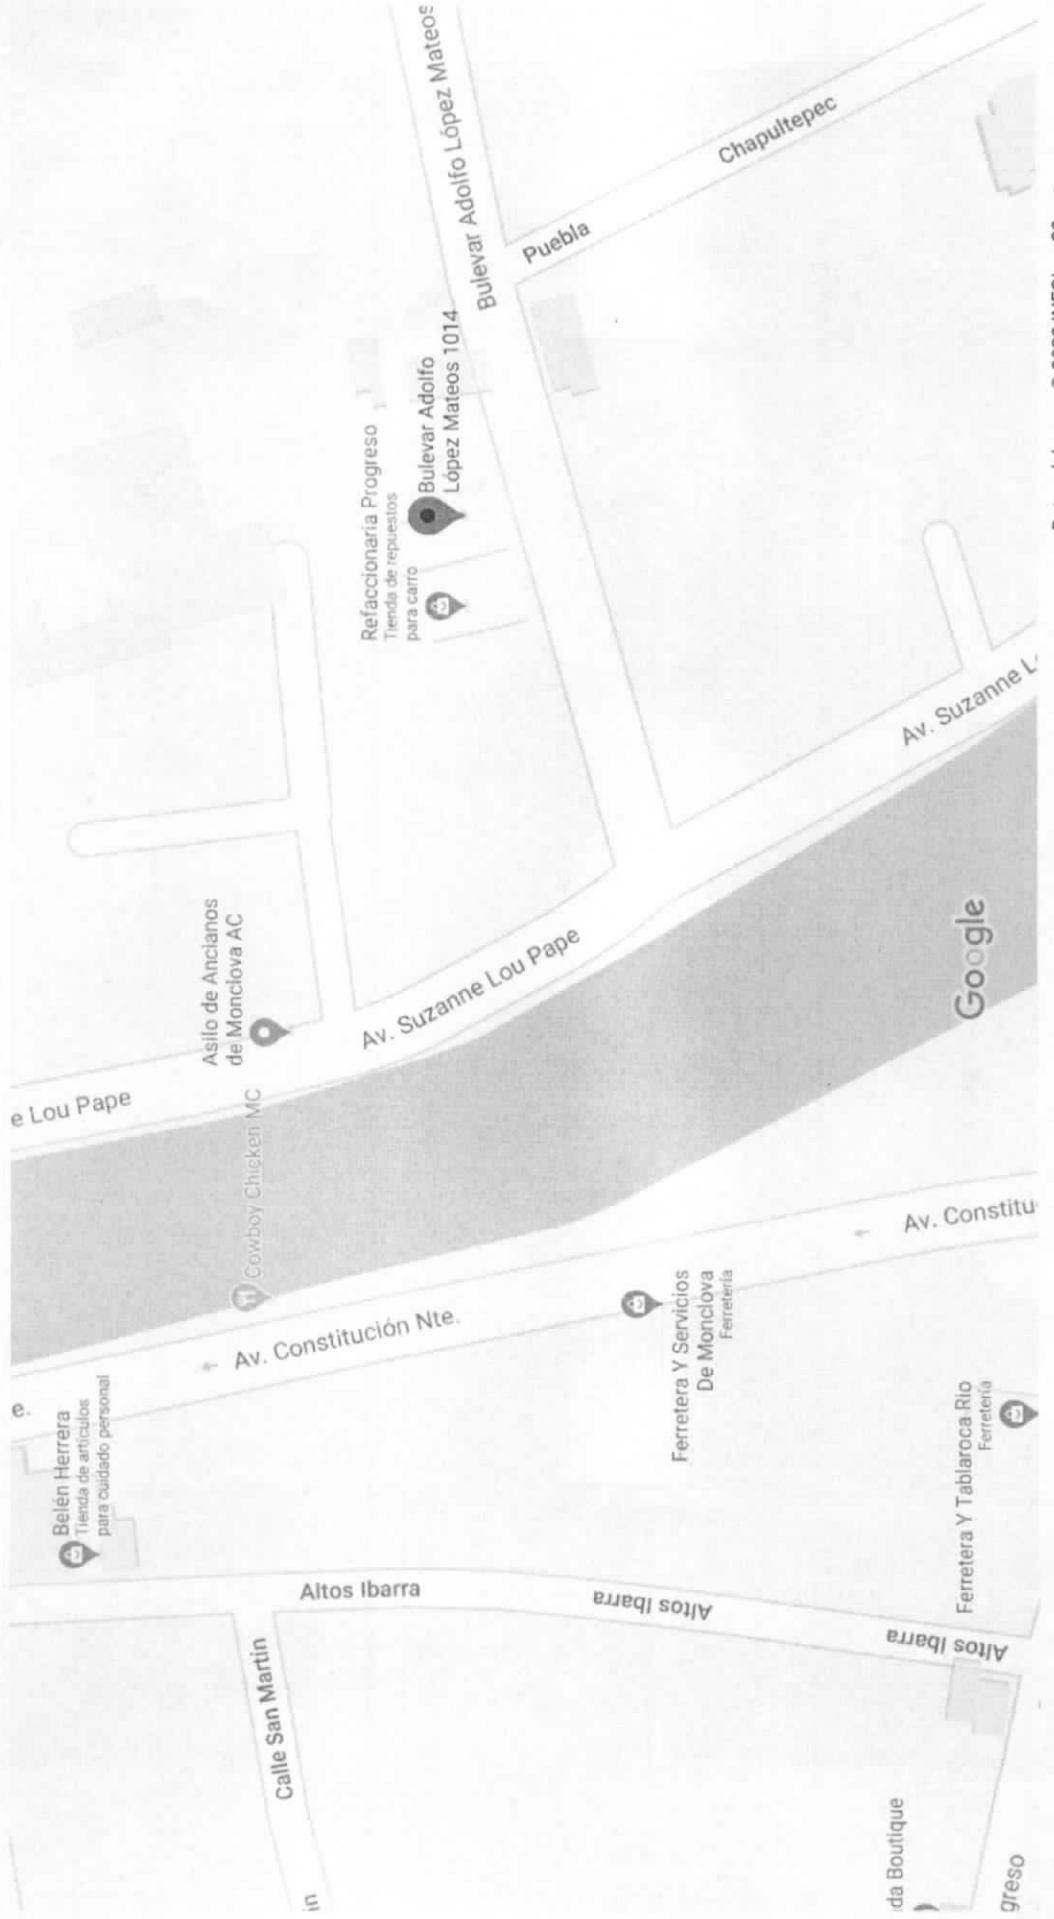 Bulevar Adolfo López Mateos
Chapultepec
Puebla
Bulevar Adolfo
López Mateos 1014
Refaccionaria Progreso
Tienda de repuestos
para carro
Av. Suzanne L
Asilo de Ancianos
de Monclova AC
Av. Suzanne Lou Pape
Google
e Lou Pape
Cowboy Chicken MC
Av. Constitu
Av. Constitución Nte.
Ferretera Y Servicios
De Monclova
Ferretería
e.
Belén Herrera
Tienda de artículos
para cuidado personal
Ferretera Y Tablaroca Rio
Ferretería
Altos Ibarra
Altos Ibarra
Altos Ibarra
Calle San Martín
da Boutique
greso
in